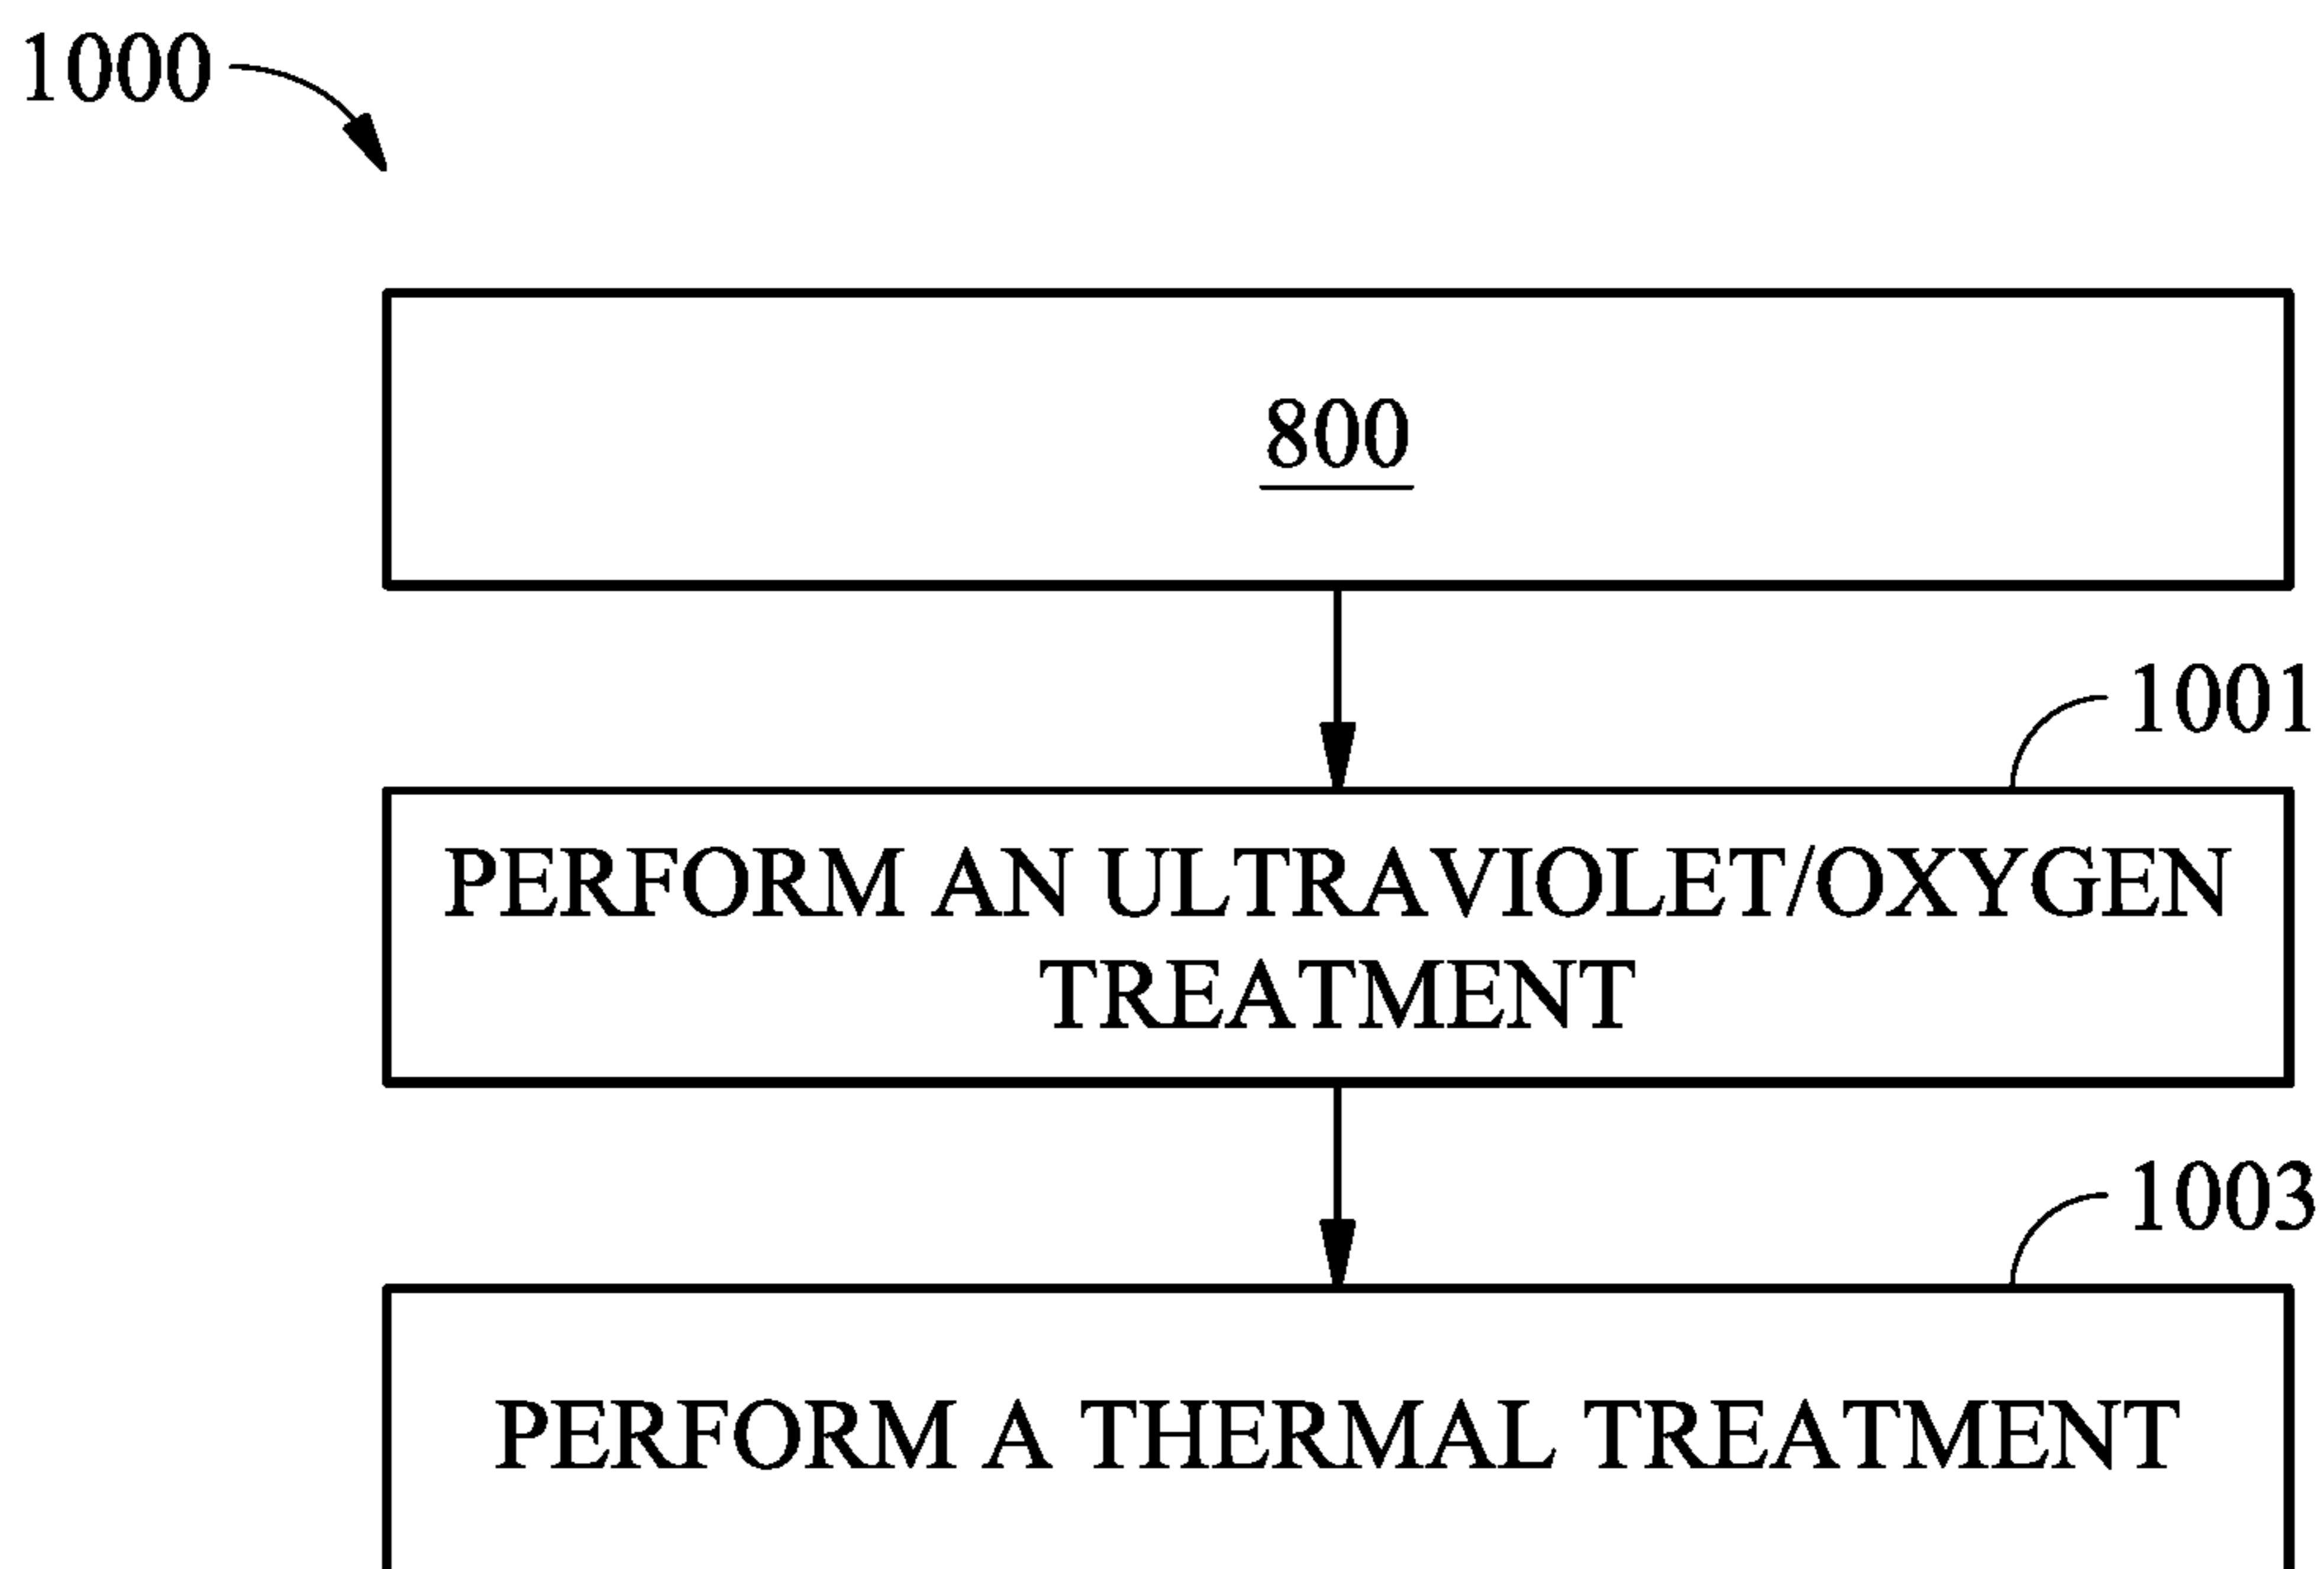 1000
800
1001
PERFORM AN ULTRAVIOLET/OXYGEN
TREATMENT
1003
PERFORM A THERMAL TREATMENT